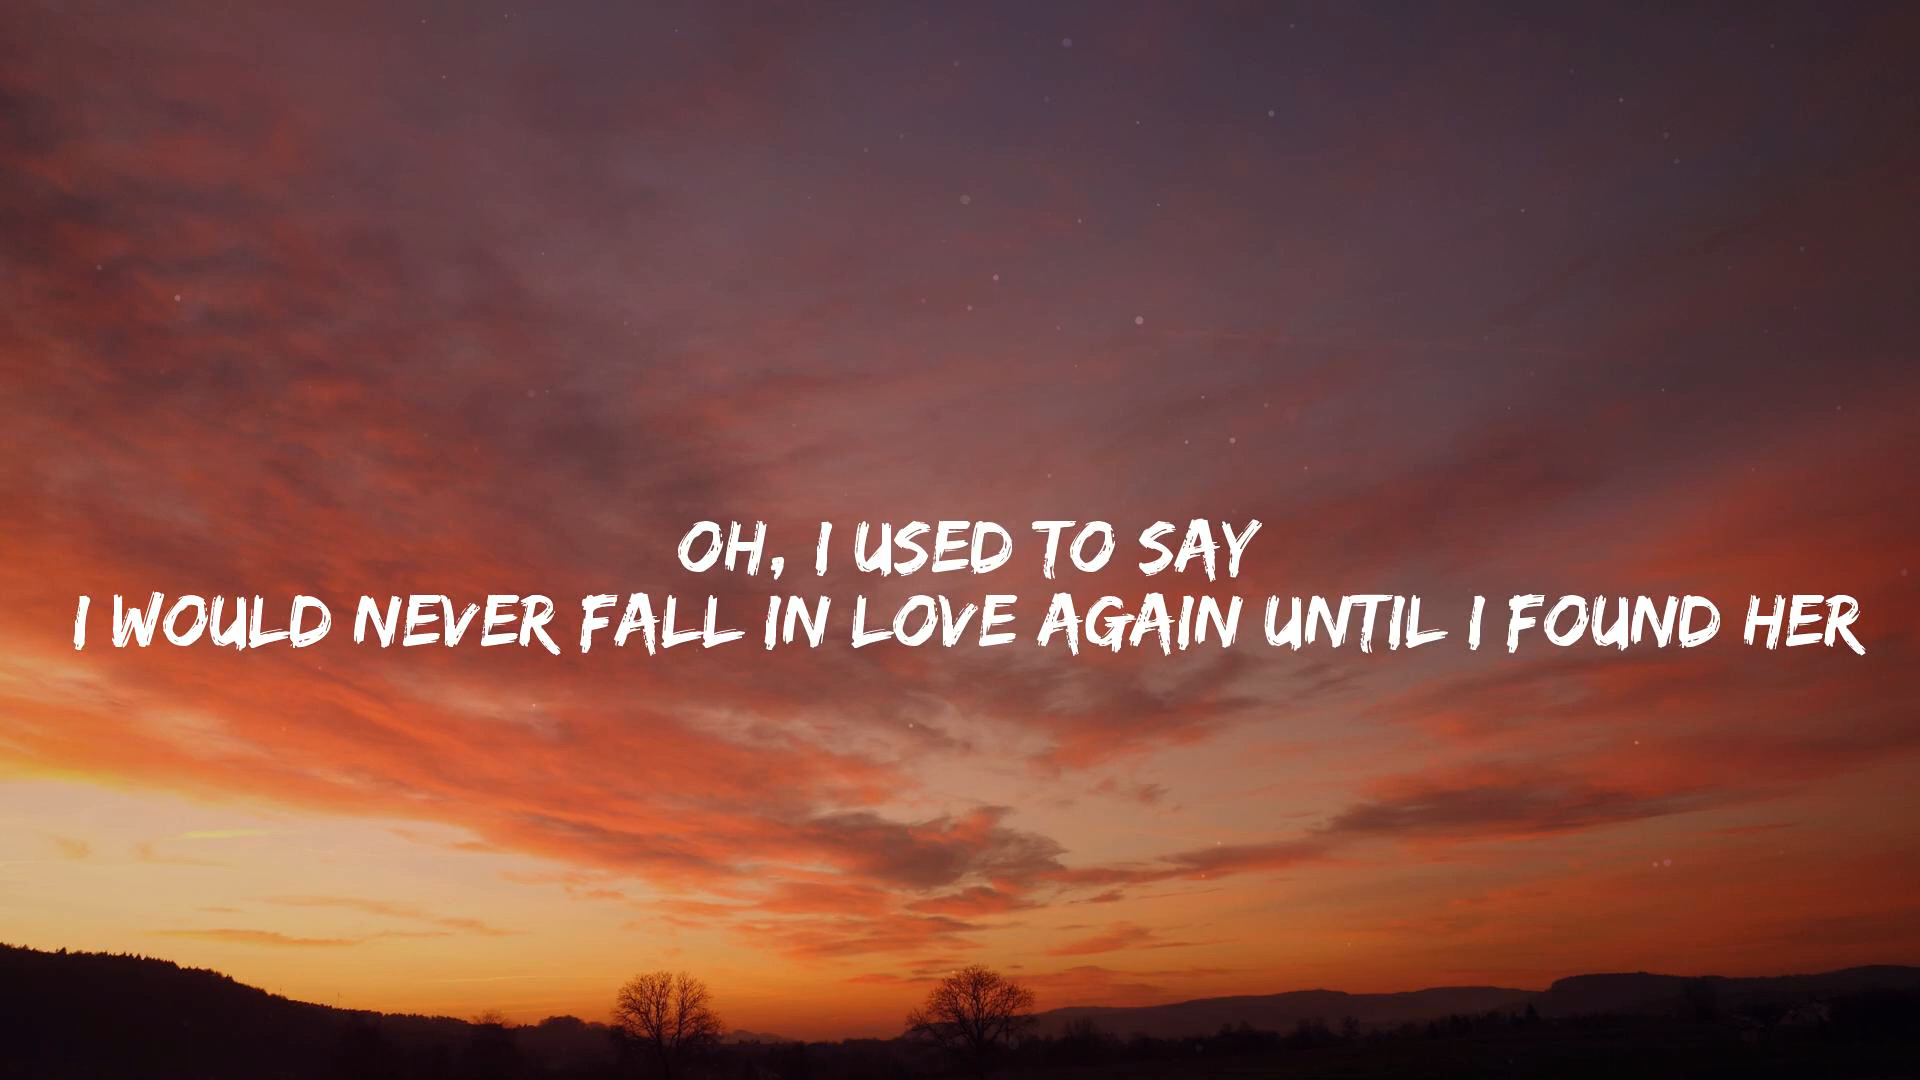 OH, I USED TO SAY
I WOULD NEVER FALL IN LOVE AGAIN UNTIL I FOUND HER